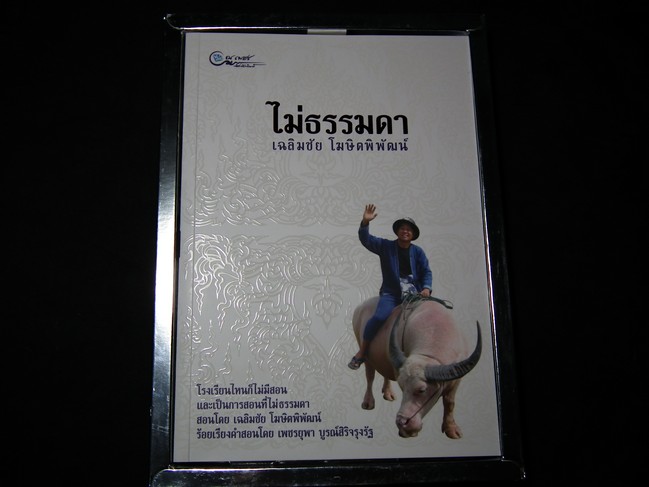 ไม่ธรรมดา
เฉลิมชัย โฆษิตพิพัฒน์
โรงเรียนไหนก็ไม่มีสอน
และเป็นการสอนที่ไม่ธรรมดา
สอนโดย เฉลิมชัย โฆษิตพิพัฒน์
ร้อยเรียงคำสอนโดย เพชรยุพา บูรณ์สิริจรุงรัฐ